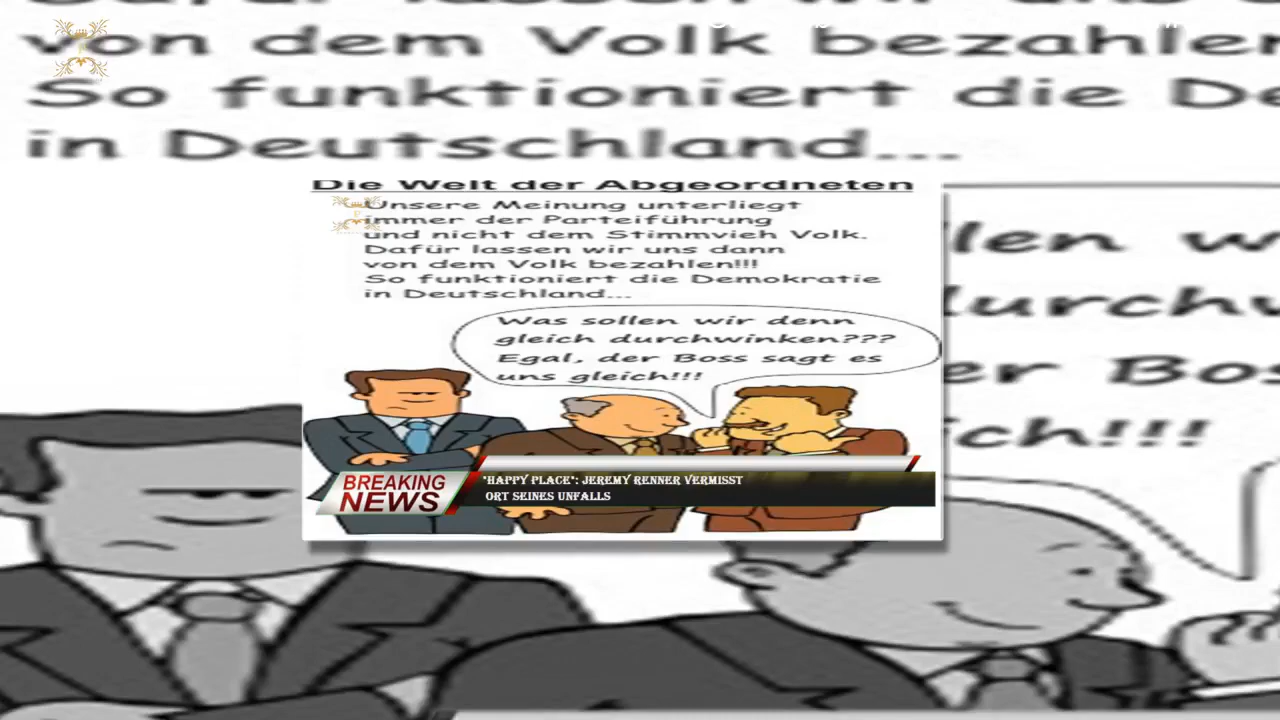 von dem Volk bezahlen
So funktioniert die De
in Deutschland...
Die Welt der Abgeordneten
Unsere Meinung unterliegt
immer der Parteiführung
und nicht dem Stimmvieh Volk.
Dafür lassen wir uns dann
von dem Volk bezahlen!!!
So funktioniert die Demokratie
in Deutschland...
Was sollen wir denn
gleich durchwinken???
Egal, der Boss sagt es
uns gleich!!!
llen w
durchw
er Bos
ich!!!
BREAKING
NEWS
"HAPPY PLACE": JEREMY RENNER VERMISST
ORT SEINES UNFALLS